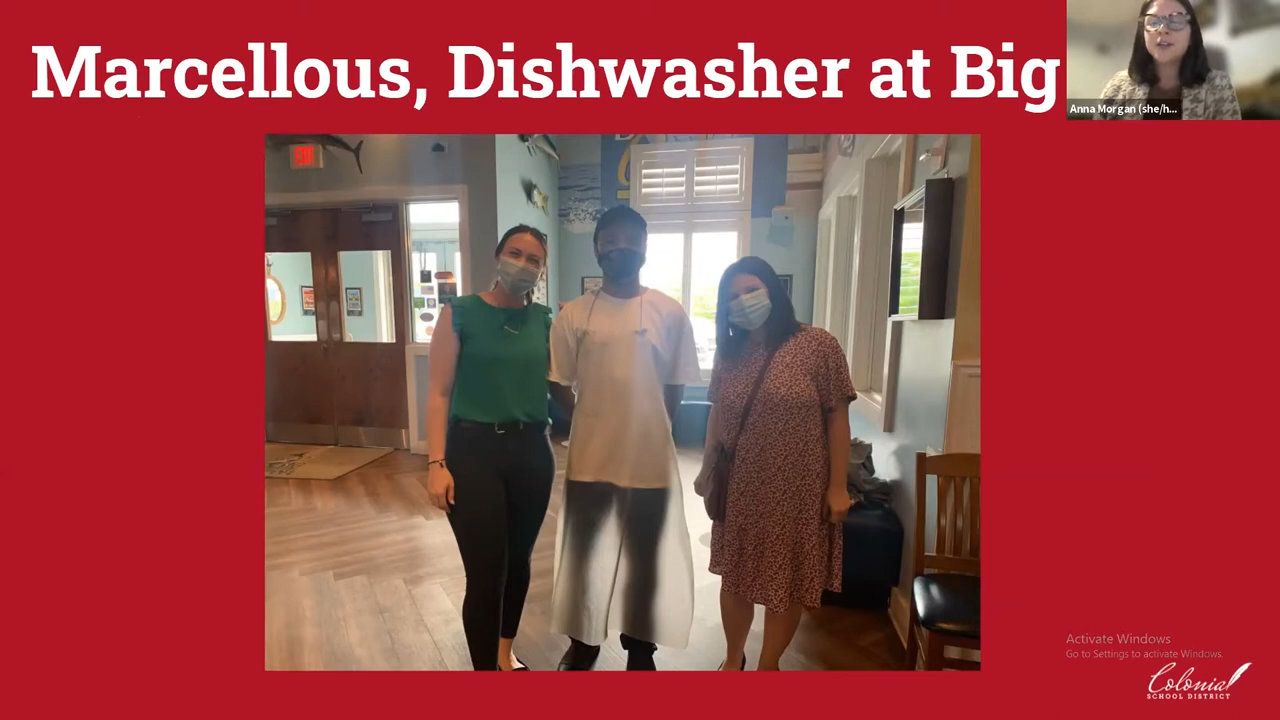 Marcellous, Dishwasher at Big
Anna Morgan (she/h...
EXIT
Activate Windows
Go to Settings to activate Windows.
Colonial
SCHOOL DISTRICT